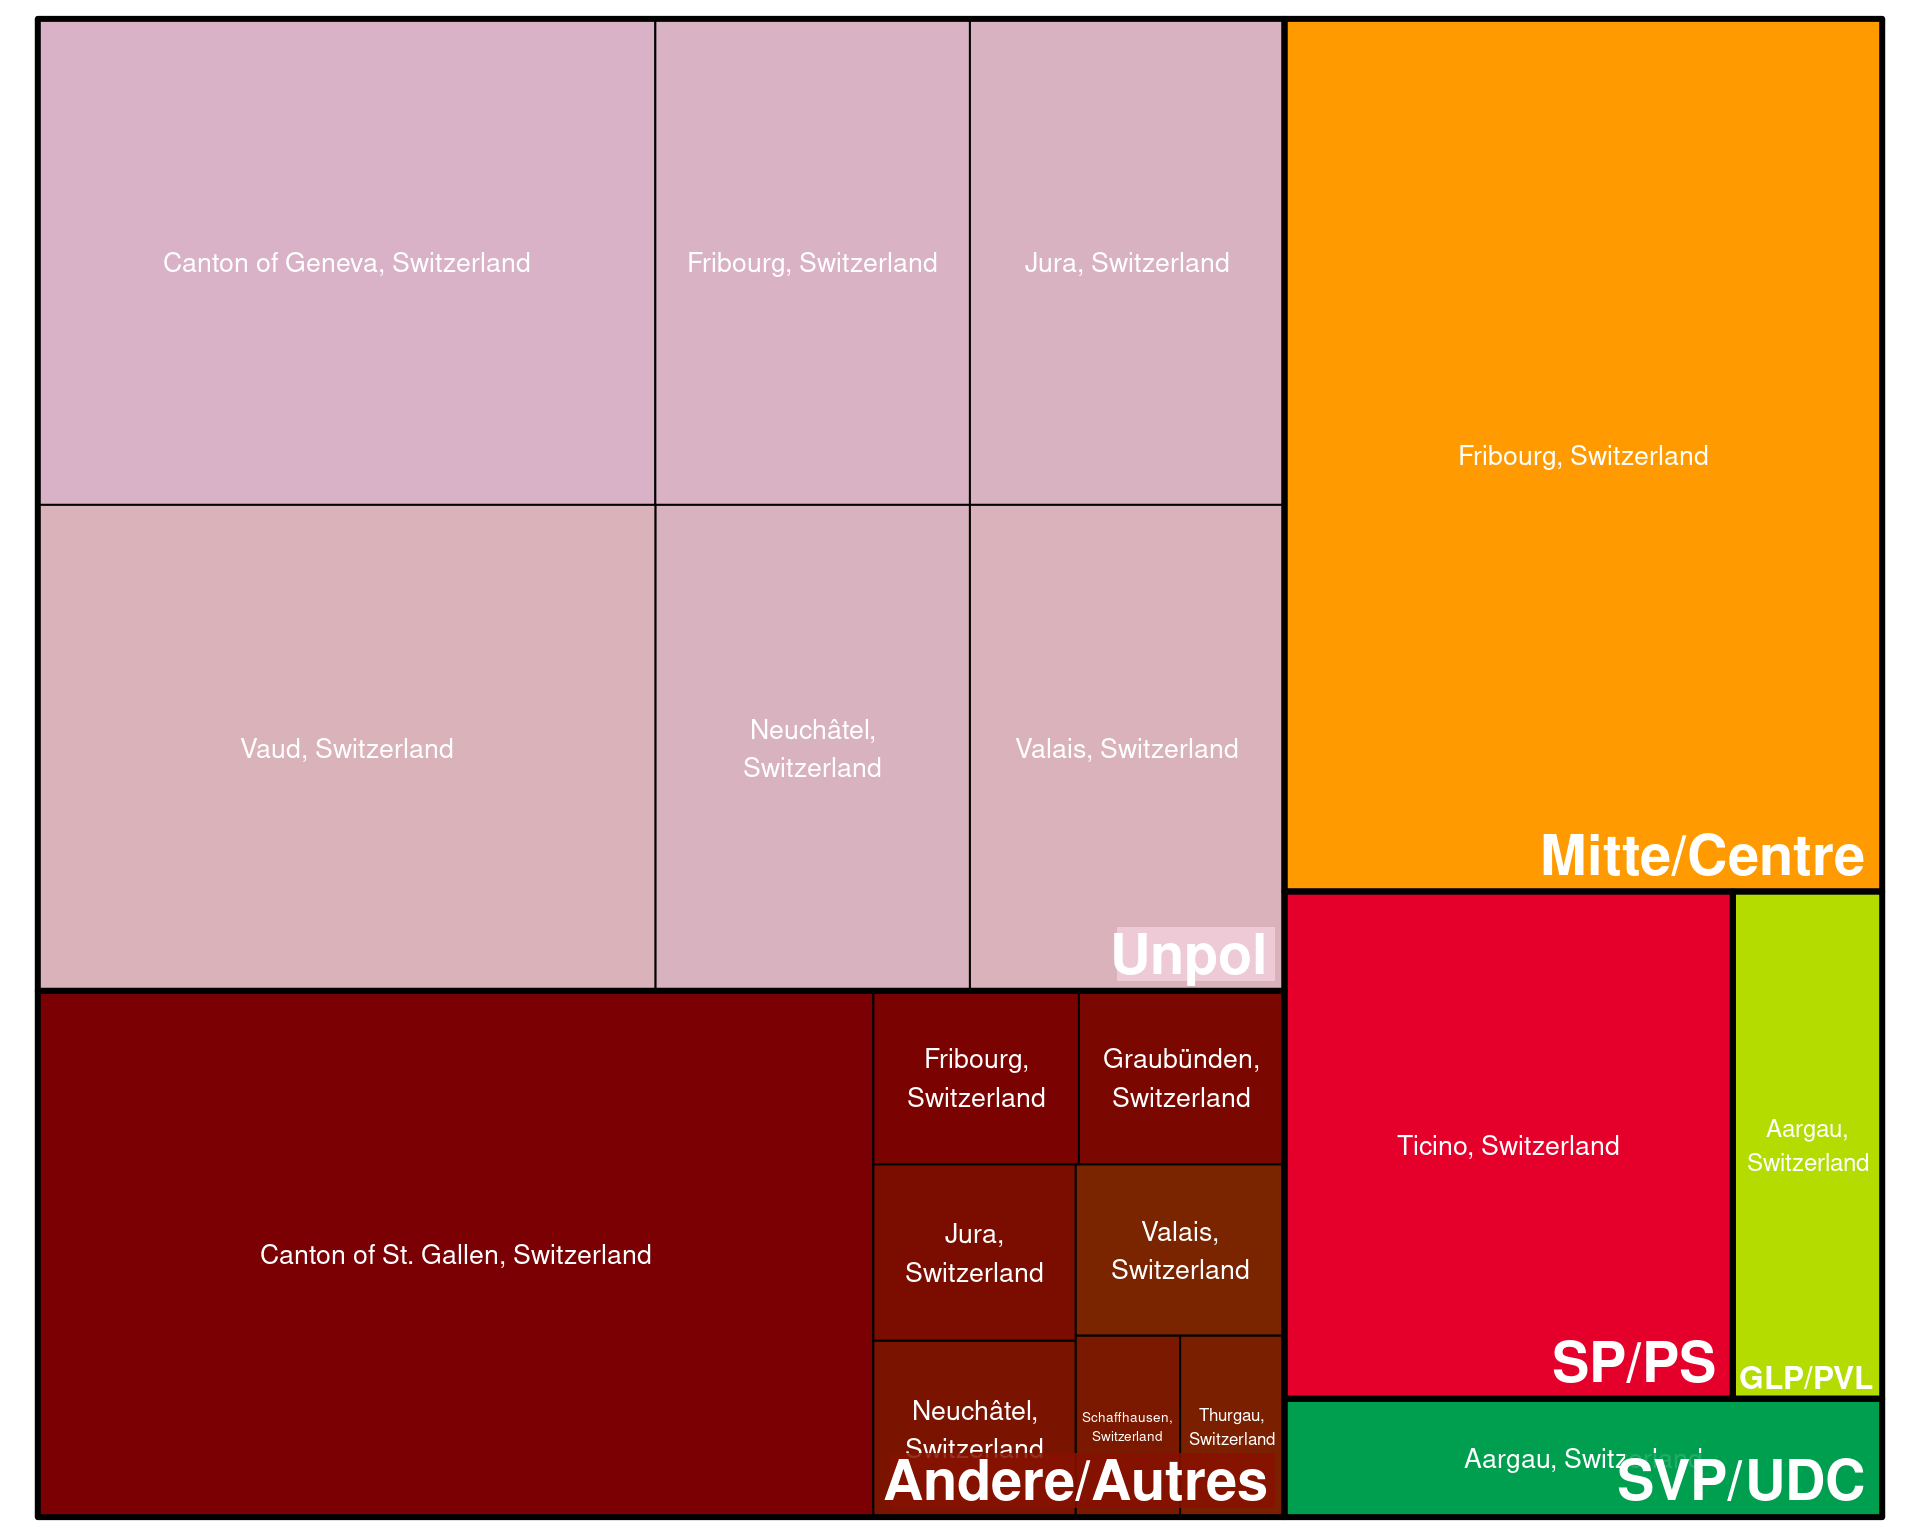 Canton of Geneva, Switzerland
Fribourg, Switzerland
Jura, Switzerland
Vaud, Switzerland
Neuchâtel,
Switzerland
Valais, Switzerland
Unpol
Canton of St. Gallen, Switzerland
Fribourg,
Switzerland
Graubünden,
Switzerland
Jura,
Switzerland
Valais,
Switzerland
Neuchâtel,
Switzerland
Schaffhausen,
Switzerland
Thurgau,
Switzerland
Andere/Autres
Fribourg, Switzerland
Mitte/Centre
Ticino, Switzerland
SP/PS
Aargau,
Switzerland
GLP/PVL
Aargau, Switzerland
SVP/UDC